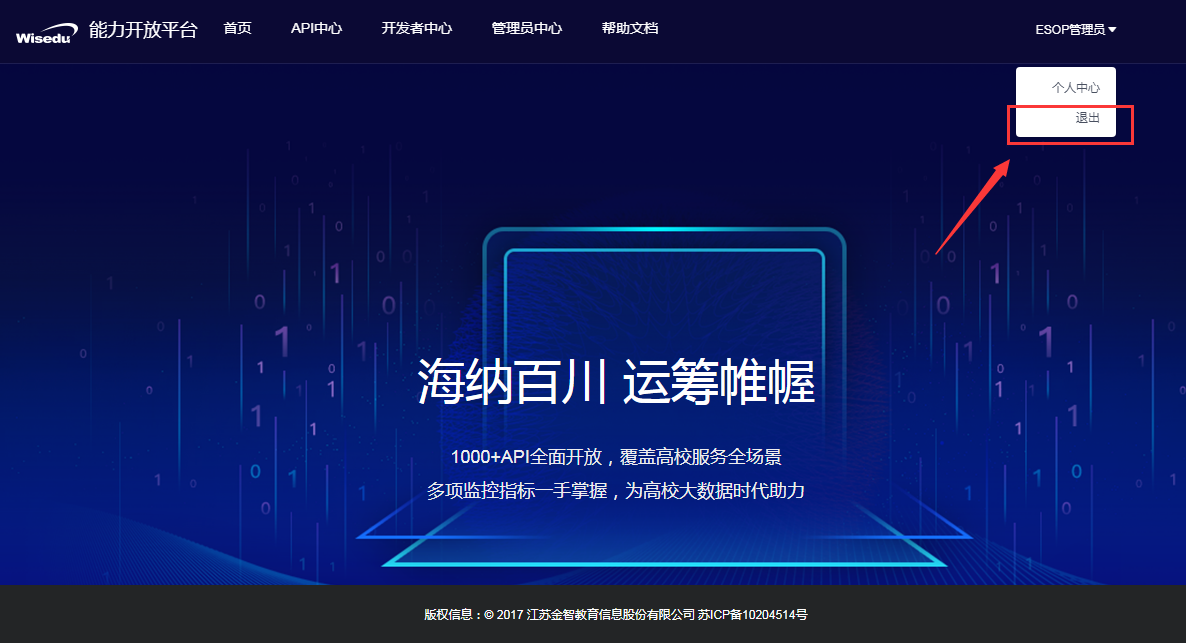 Wisedu 能力开放平台 首页 API中心 开发者中心 管理员中心 帮助文档 ESOP管理员
个人中心
退出
海纳百川 运筹帷幄
1000+API全面开放，覆盖高校服务全场景
多项监控指标一手掌握，为高校大数据时代助力
版权信息：© 2017 江苏金智教育信息股份有限公司 苏ICP备10204514号